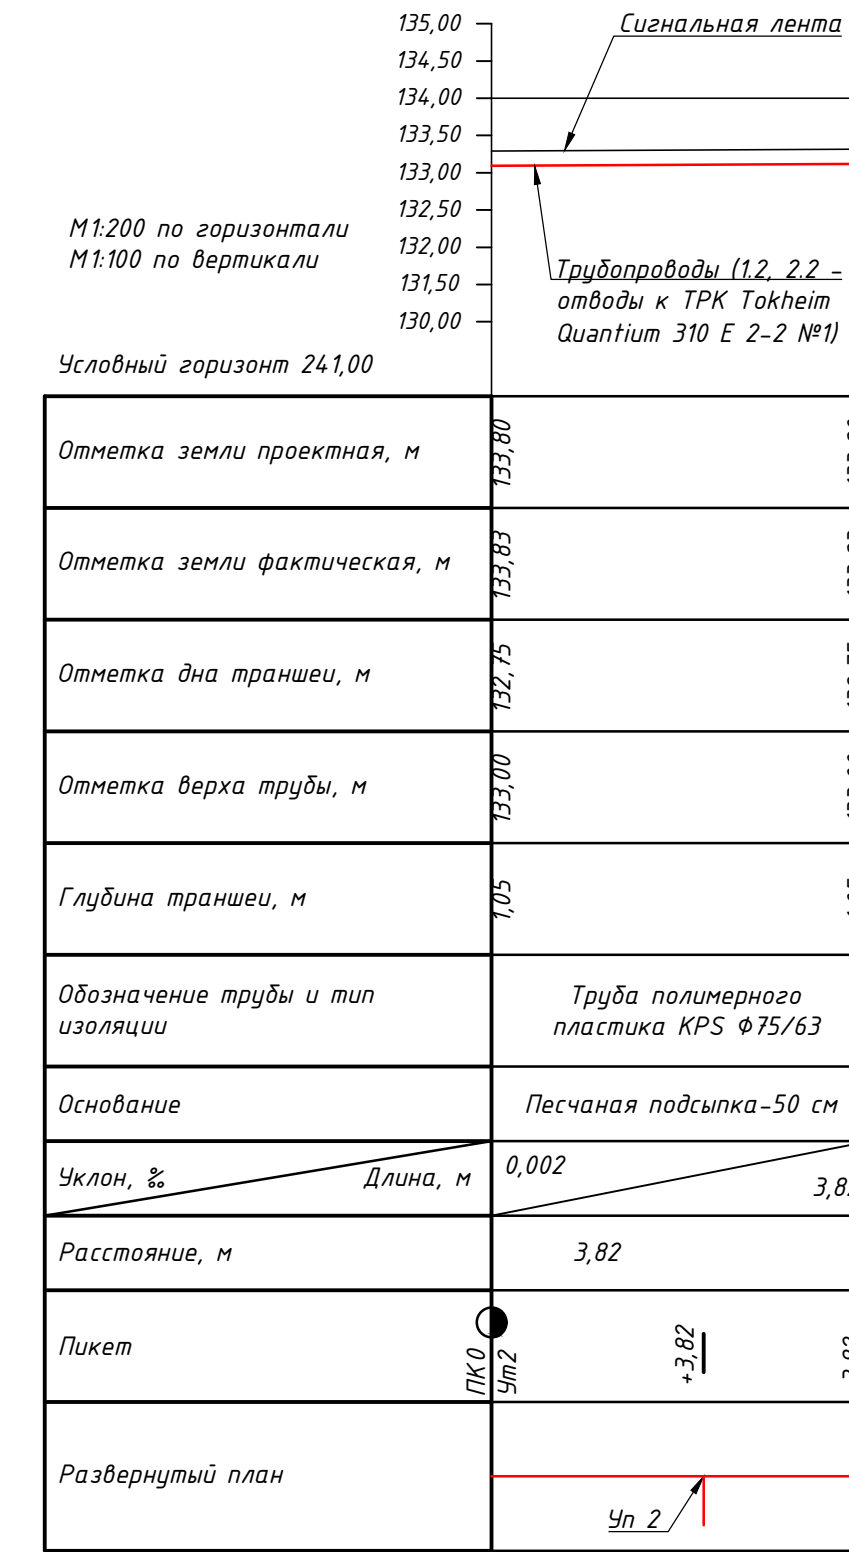 135,00
Сигнальная лента
134,50
134,00
133,50
133,00
132,50
М1:200 по горизонтали
132,00
М1:100 по вертикали
131,50
Трубопроводы (1.2, 2.2 -
отводы к ТРК Tokheim
130,00
Quantium 310 E 2-2 №1)
Условный горизонт 241,00
Отметка земли проектная, м
133,80
Отметка земли фактическая, м
133,83
Отметка дна траншеи, м
132,75
Отметка верха трубы, м
133,00
Глубина траншеи, м
1,05
Обозначение трубы и тип
изоляции
Труба полимерного
пластика KPS Ф75/63
Основание
Песчаная подсыпка-50 см
Уклон, ‰
Длина, м
0,002
Расстояние, м
3,82
Пикет
ПК0
Ут2
+3,82
Развернутый план
Уп 2